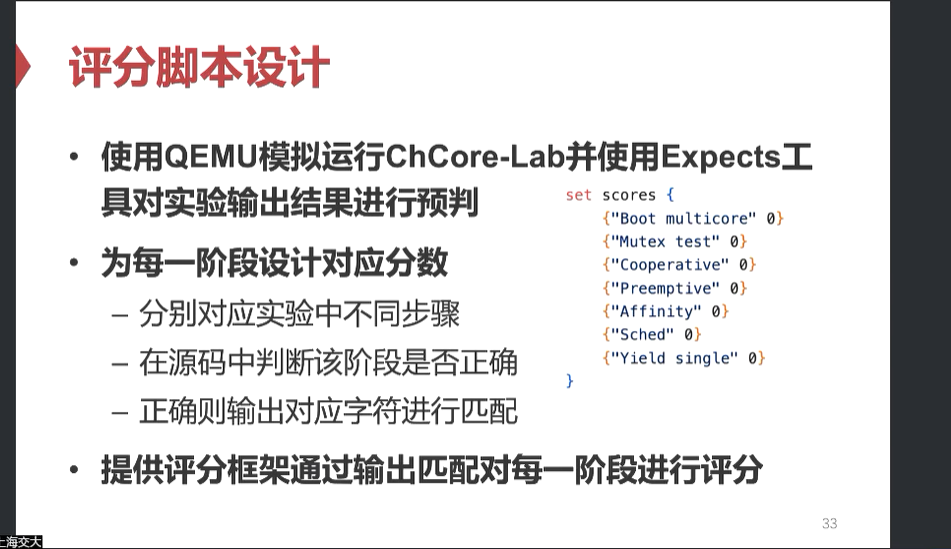 评分脚本设计
• 使用QEMU模拟运行ChCore-Lab并使用Expects工
具对实验输出结果进行预判
set scores {
{"Boot multicore" 0}
{"Mutex test" 0}
{"Cooperative" 0}
{"Preemptive" 0}
{"Affinity" 0}
{"Sched" 0}
{"Yield single" 0}
}
• 为每一阶段设计对应分数
– 分别对应实验中不同步骤
– 在源码中判断该阶段是否正确
– 正确则输出对应字符进行匹配
• 提供评分框架通过输出匹配对每一阶段进行评分
33
上海交大